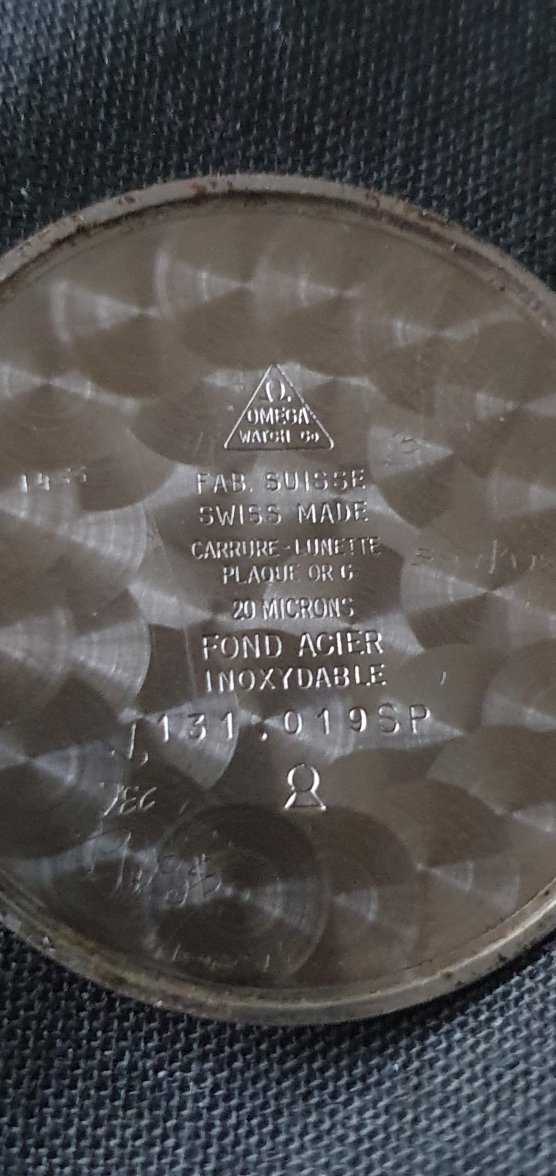 Ω
OMEGA
WATCH Co
FAB. SUISSE
SWISS MADE
CARRURE-LUNETTE
PLAQUE OR G
20 MICRONS
FOND ACIER
INOXYDABLE
131.019SP